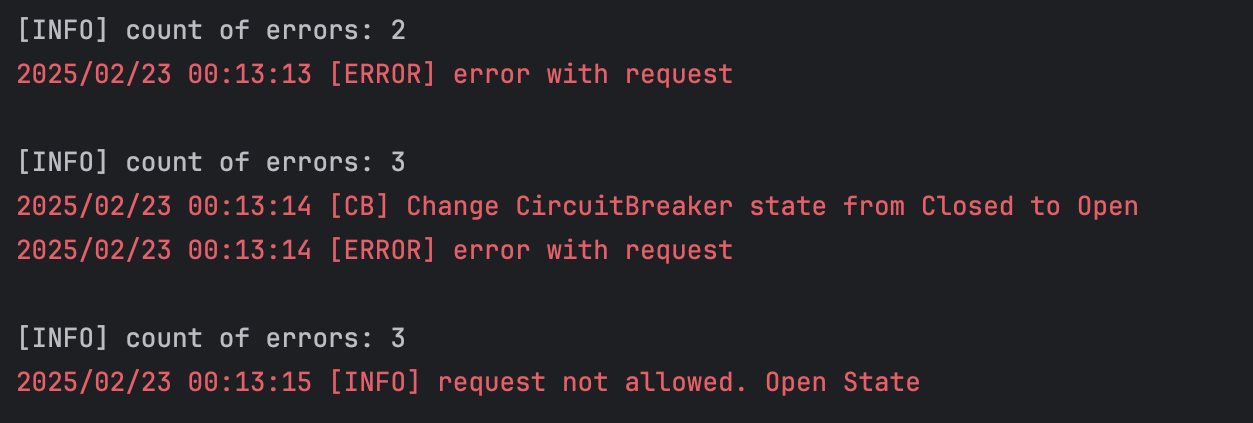 [INFO] count of errors: 2
2025/02/23 00:13:13 [ERROR] error with request
[INFO] count of errors: 3
2025/02/23 00:13:14 [CB] Change CircuitBreaker state from Closed to Open
2025/02/23 00:13:14 [ERROR] error with request
[INFO] count of errors: 3
2025/02/23 00:13:15 [INFO] request not allowed. Open State